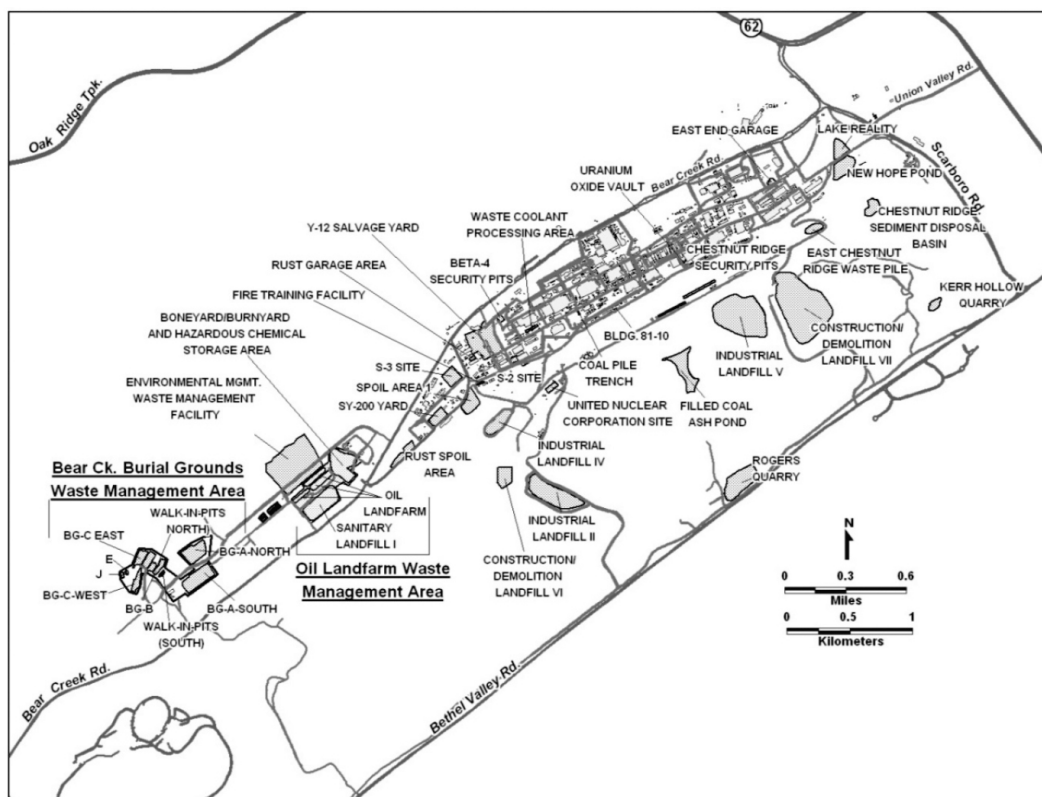 62
Oak Ridge Tpk.
Union Valley Rd.
EAST END GARAGE
LAKE REALITY
Bear Creek Rd.
Scarboro Rd.
URANIUM
OXIDE VAULT
NEW HOPE POND
WASTE COOLANT
PROCESSING AREA
CHESTNUT RIDGE
SEDIMENT DISPOSAL
BASIN
Y-12 SALVAGE YARD
BETA-4
SECURITY PITS
CHESTNUT RIDGE
SECURITY PITS
EAST CHESTNUT
RIDGE WASTE PILE
RUST GARAGE AREA
FIRE TRAINING FACILITY
KERR HOLLOW
QUARRY
BONEYARD/BURNYARD
AND HAZARDOUS CHEMICAL
STORAGE AREA
BLDG. 81-10
CONSTRUCTION/
DEMOLITION
LANDFILL VII
S-3 SITE
S-2 SITE
COAL PILE
TRENCH
INDUSTRIAL
LANDFILL V
ENVIRONMENTAL MGMT.
WASTE MANAGEMENT
FACILITY
SPOIL AREA 1
SY-200 YARD
UNITED NUCLEAR
CORPORATION SITE
FILLED COAL
ASH POND
RUST SPOIL
AREA
INDUSTRIAL
LANDFILL IV
ROGERS
QUARRY
Bear Ck. Burial Grounds
Waste Management Area
OIL
LANDFARM
WALK-IN-PITS
NORTH)
SANITARY
LANDFILL I
INDUSTRIAL
LANDFILL II
BG-C EAST
BG-A-NORTH
E
J
Oil Landfarm Waste
Management Area
CONSTRUCTION/
DEMOLITION
LANDFILL VI
BG-C-WEST
BG-B
BG-A-SOUTH
WALK-IN-PITS
(SOUTH)
N
0 0.3 0.6
Miles
0 0.5 1
Kilometers
Bear Creek Rd.
Bethel Valley Rd.